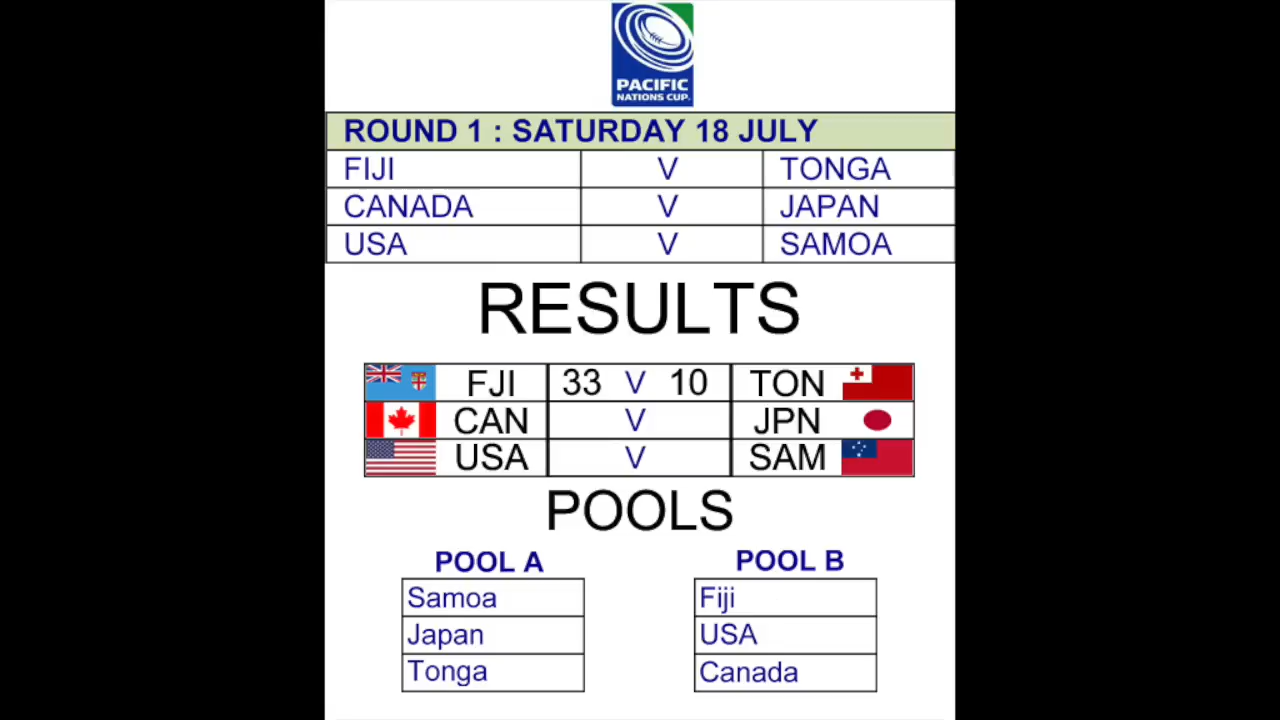 PACIFIC
NATIONS CUP
ROUND 1 : SATURDAY 18 JULY
FIJI V TONGA
CANADA V JAPAN
USA V SAMOA
RESULTS
FJI 33 V 10 TON
CAN V JPN
USA V SAM
POOLS
POOL A POOL B
Samoa Fiji
Japan USA
Tonga Canada